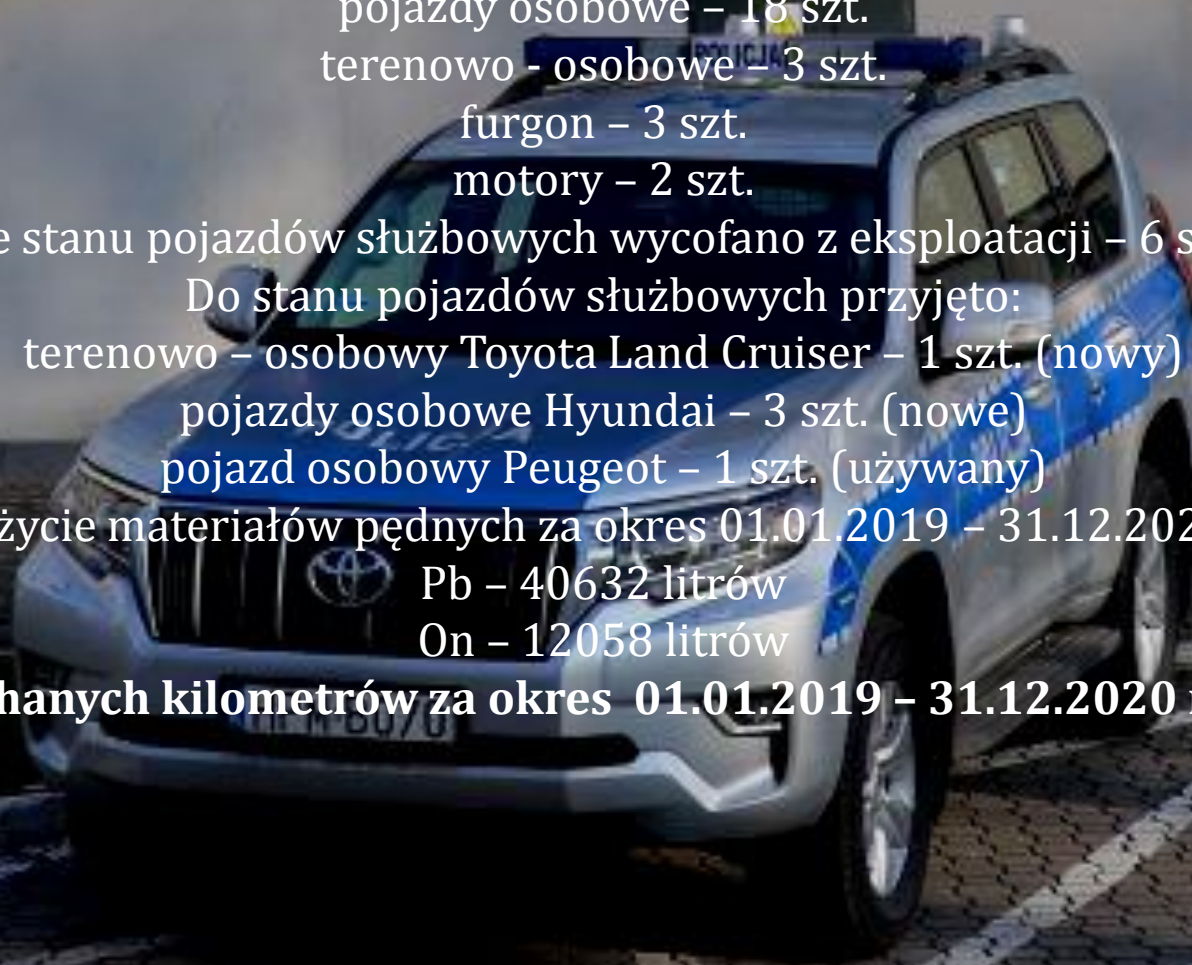 pojazdy osobowe – 18 szt.
POLICJA
terenowo - osobowe – 3 szt.
furgon – 3 szt.
motory – 2 szt.
e stanu pojazdów służbowych wycofano z eksploatacji – 6 s
Do stanu pojazdów służbowych przyjęto:
terenowo – osobowy Toyota Land Cruiser – 1 szt. (nowy)
pojazdy osobowe Hyundai – 3 szt. (nowe)
pojazd osobowy Peugeot – 1 szt. (używany)
życie materiałów pędnych za okres 01.01.2019 – 31.12.202
Pb – 40632 litrów
On – 12058 litrów
hanych kilometrów za okres 01.01.2019 – 31.12.2020